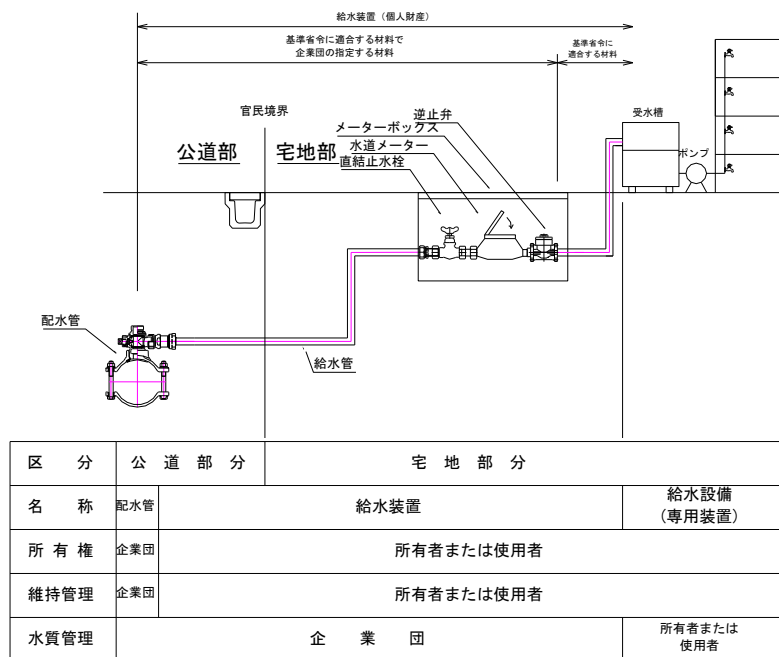 給水装置（個人財産）
基準省令に適合する材料で
企業団の指定する材料
基準省令に
適合する材料
官民境界
公道部
宅地部
逆止弁
メーターボックス
水道メーター
直結止水栓
受水槽
ポンプ
配水管
給水管
区 分 公 道 部 分 宅 地 部 分
名 称 配水管 給水装置 給水設備
(専用装置)
所 有 権 企業団 所有者または使用者
維持管理 企業団 所有者または使用者
水質管理 企 業 団 所有者または
使用者